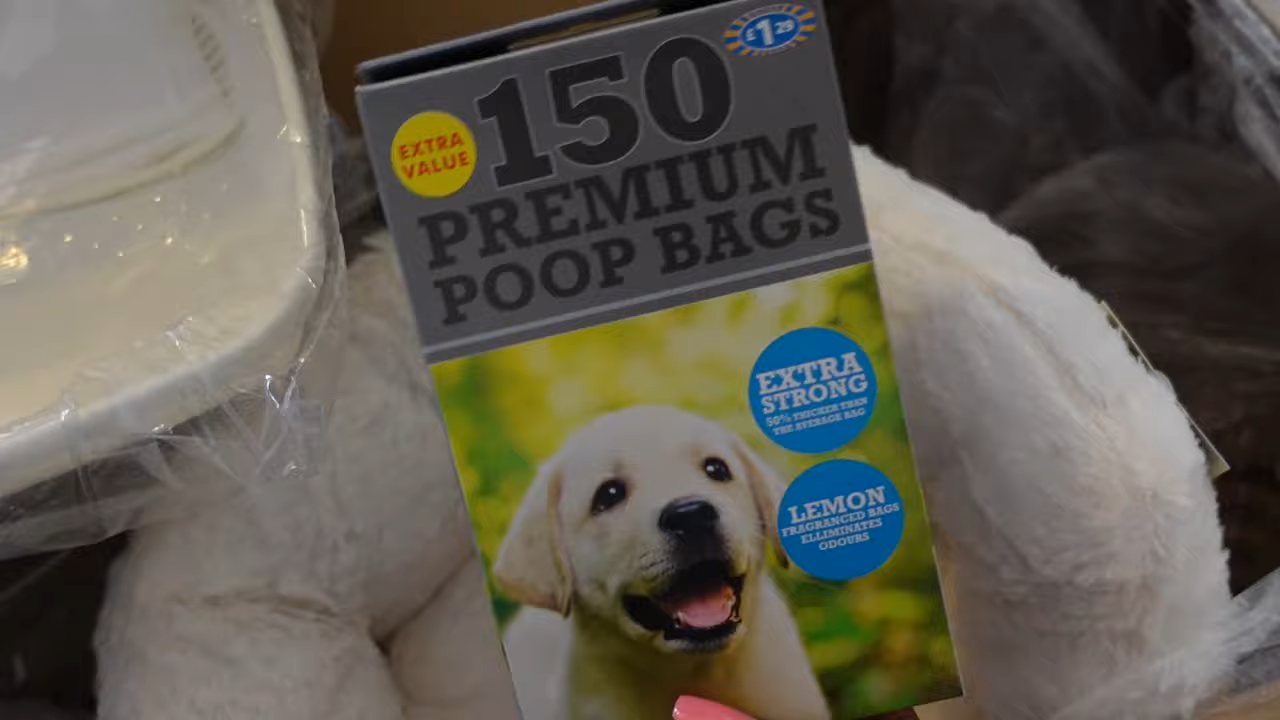 £1 29
EXTRA
VALUE
150
PREMIUM
POOP BAGS
EXTRA
STRONG
50% THICKER THAN
THE AVERAGE BAG
LEMON
FRAGRANCED BAGS
ELLIMINATES
ODOURS